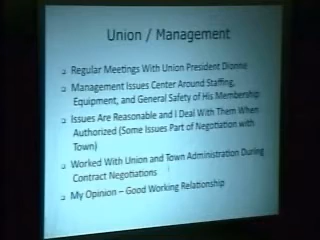 Union / Management
Regular Meetings With Union President Dionne
Management Issues Center Around Staffing,
Equipment, and General Safety of His Membership
Issues Are Reasonable and I Deal With Them When
Authorized (Some Issues Part of Negotiation with
Town)
Worked With Union and Town Administration During
Contract Negotiations
My Opinion – Good Working Relationship